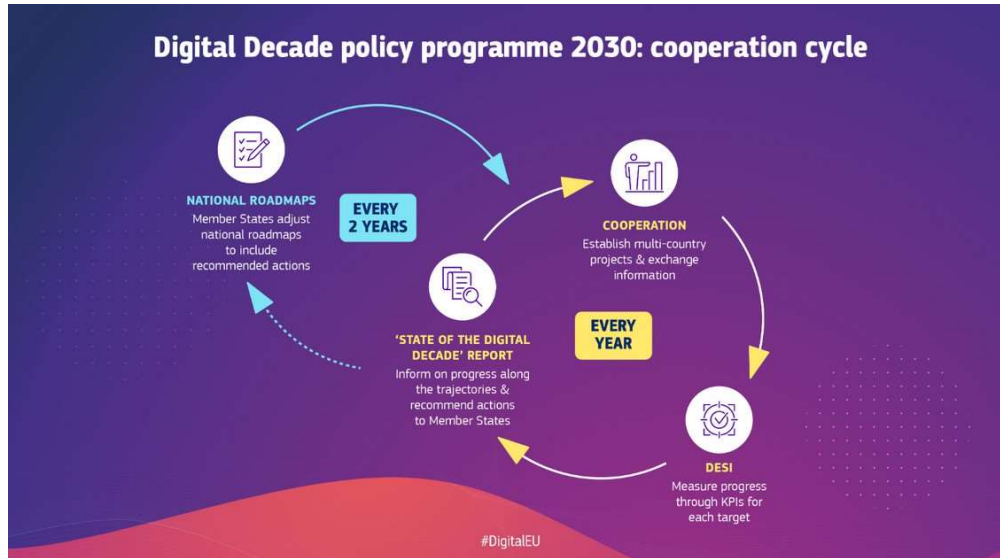 Digital Decade policy programme 2030: cooperation cycle
NATIONAL ROADMAPS
Member States adjust
national roadmaps
to include
recommended actions
EVERY
2 YEARS
COOPERATION
Establish multi-country
projects & exchange
information
'STATE OF THE DIGITAL
DECADE' REPORT
Inform on progress along
the trajectories &
recommend actions
to Member States
EVERY
YEAR
DESI
Measure progress
through KPIs for
each target
#DigitalEU